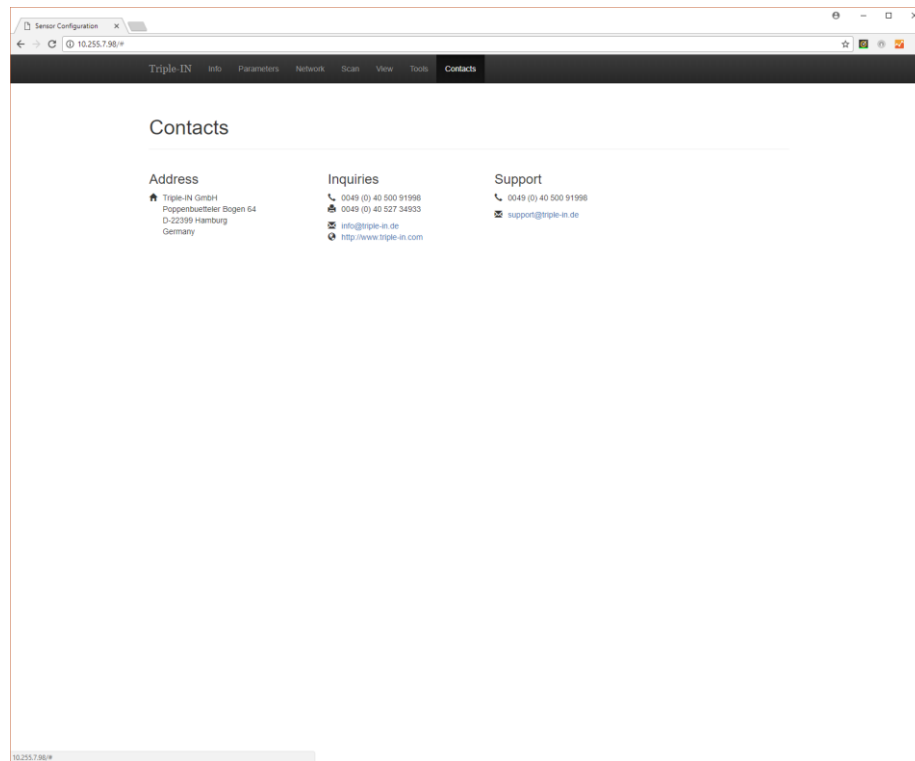 Sensor Configuration
10.255.7.98/#
Triple-IN Info Parameters Network Scan View Tools Contacts
Contacts
Address
Triple-IN GmbH
Poppenbuetteler Bogen 64
D-22399 Hamburg
Germany
Inquiries
0049 (0) 40 500 91998
0049 (0) 40 527 34933
info@triple-in.de
http://www.triple-in.com
Support
0049 (0) 40 500 91998
support@triple-in.de
10.255.7.98/#